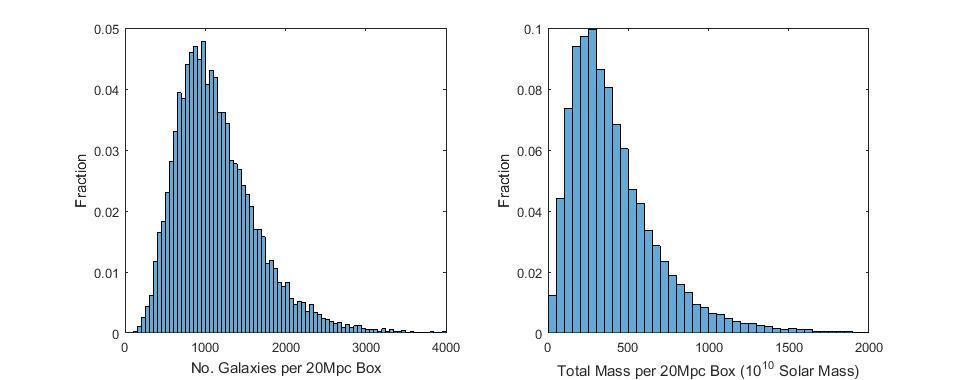 0.05
0.04
0.03
0.02
0.01
0
Fraction
0 1000 2000 3000 4000
No. Galaxies per 20Mpc Box
0.1
0.08
0.06
0.04
0.02
0
Fraction
0 500 1000 1500 2000
Total Mass per 20Mpc Box (10¹⁰ Solar Mass)